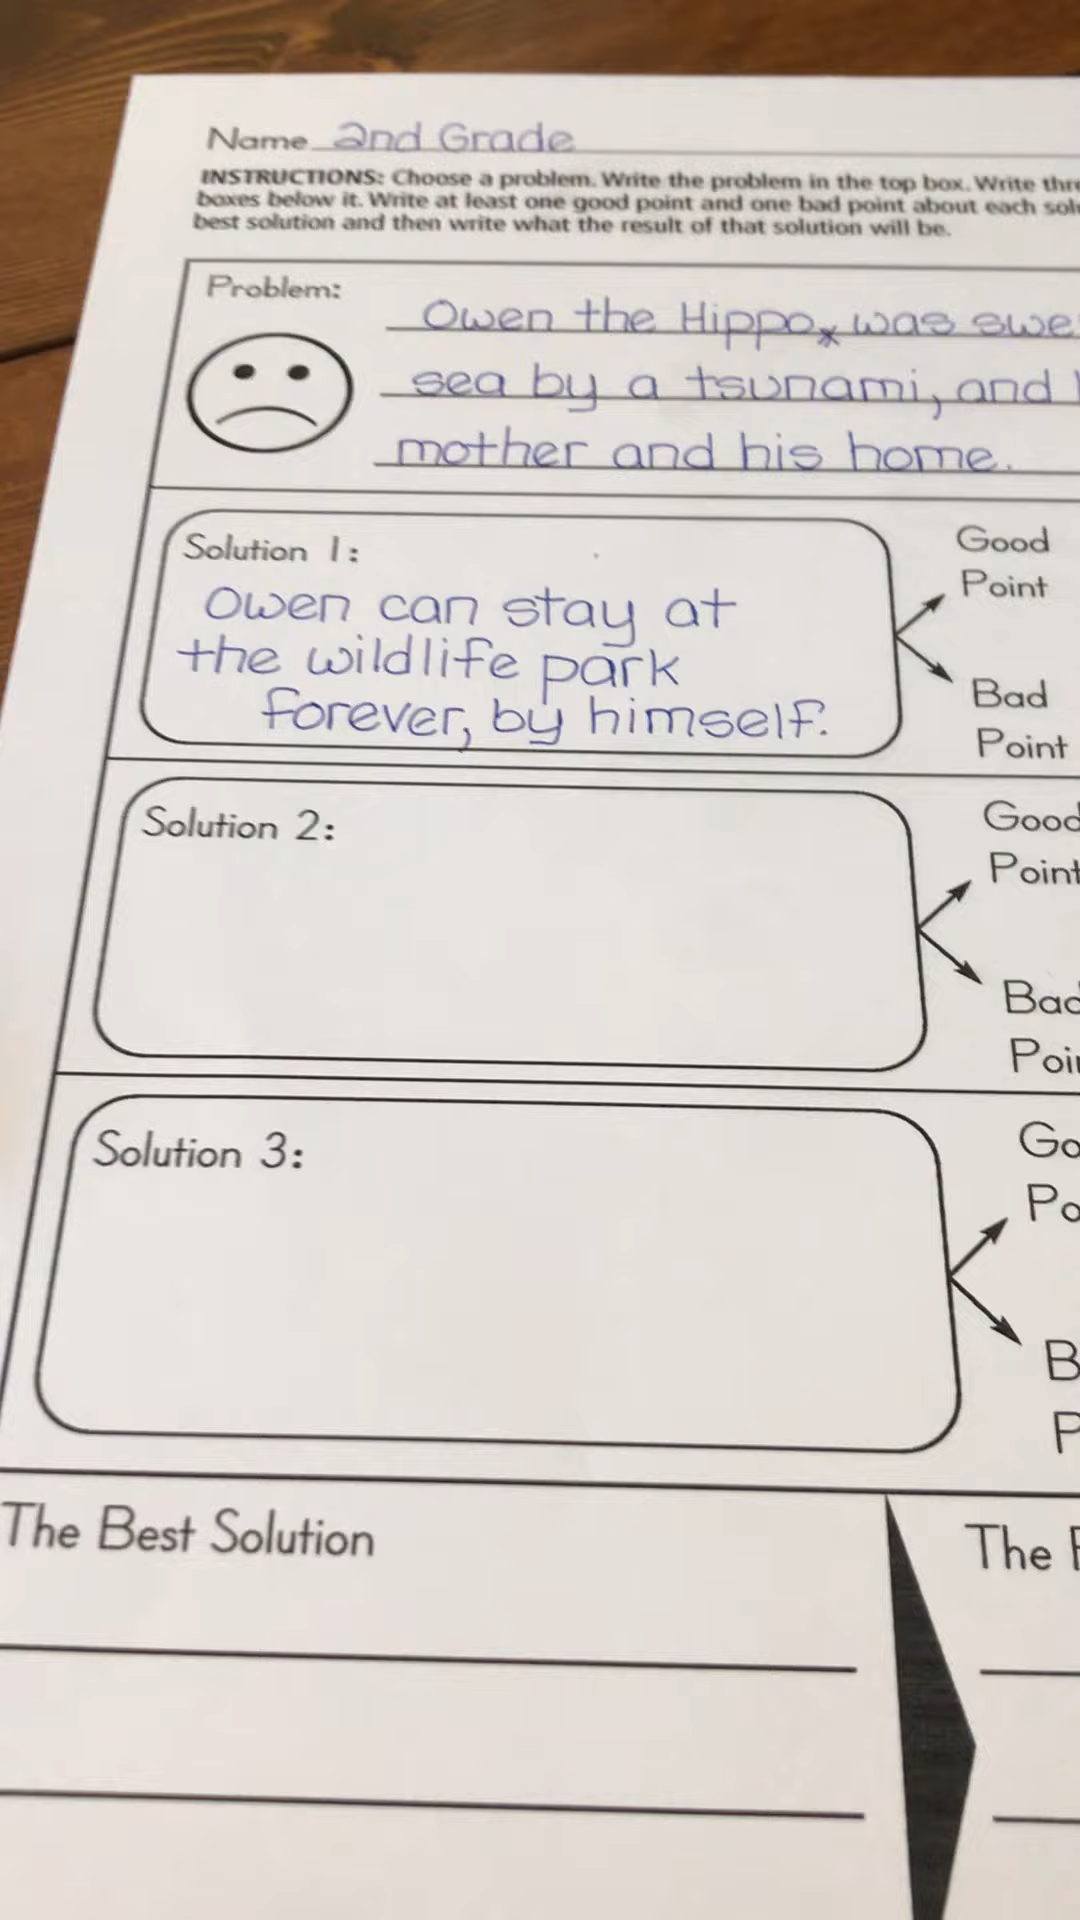 Name 2nd Grade
INSTRUCTIONS: Choose a problem. Write the problem in the top box. Write
boxes below it. Write at least one good point and one bad point about each
best solution and then write what the result of that solution will be.
Problem:
Owen the Hippo was
sea by a tsunami, and
mother and his home.
Solution 1:
Owen can stay at
the wildlife park
forever, by himself.
Good
Point
Bad
Point
Solution 2:
Good
Point
Solution 3:
The Best Solution
The